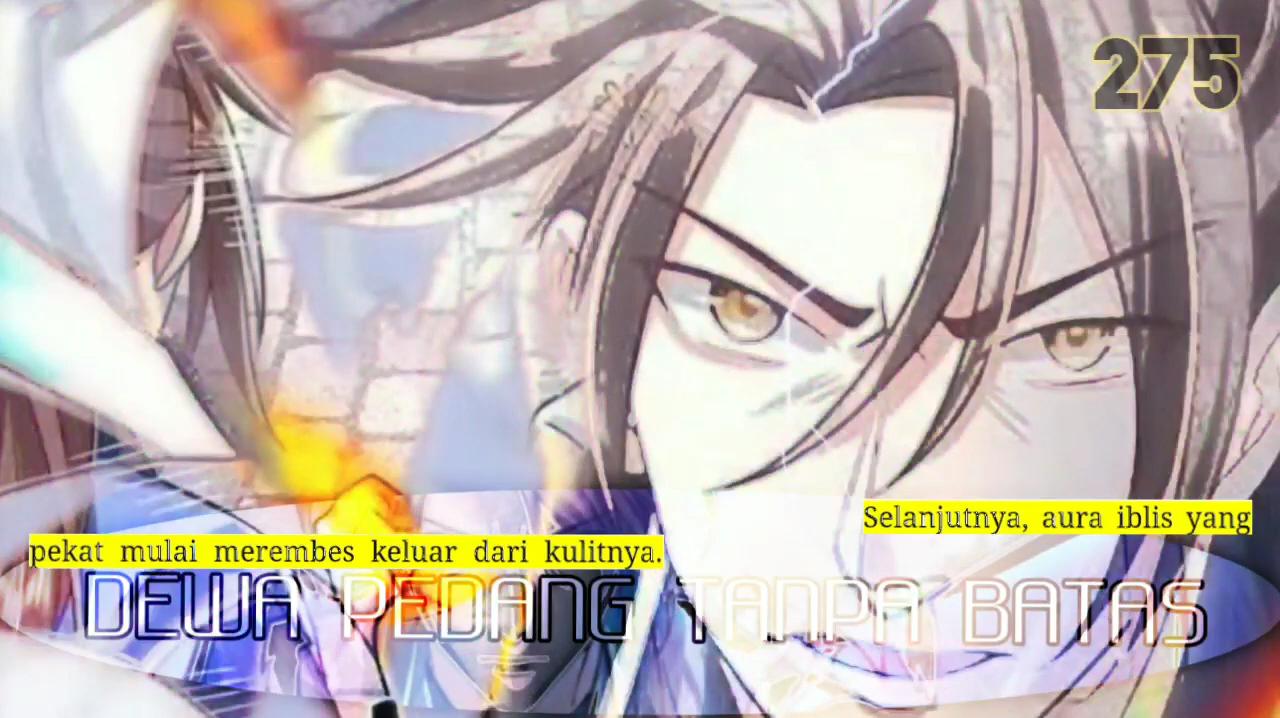 275
Selanjutnya, aura iblis yang
pekat mulai merembes keluar dari kulitnya.
DEWA PEDANG TANPA BATAS